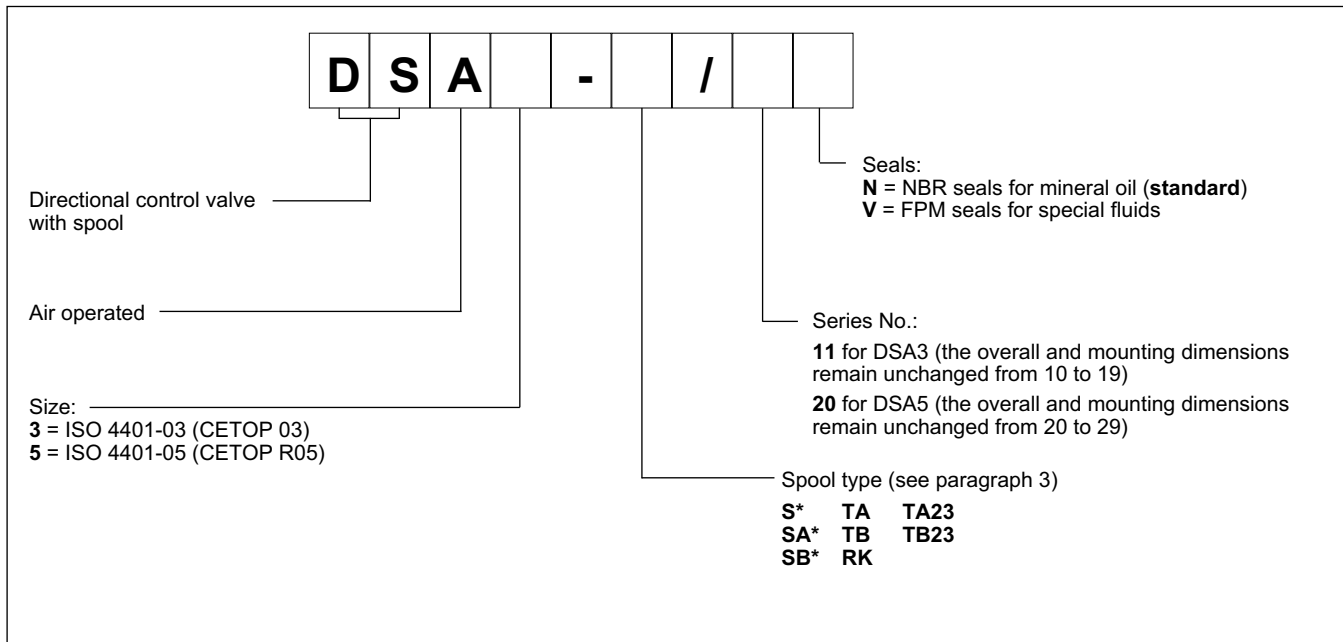 D S A - /
Directional control valve
with spool
Air operated
Size:
3 = ISO 4401-03 (CETOP 03)
5 = ISO 4401-05 (CETOP R05)
Seals:
N = NBR seals for mineral oil (standard)
V = FPM seals for special fluids
Series No.:
11 for DSA3 (the overall and mounting dimensions
remain unchanged from 10 to 19)
20 for DSA5 (the overall and mounting dimensions
remain unchanged from 20 to 29)
Spool type (see paragraph 3)
S* TA TA23
SA* TB TB23
SB* RK